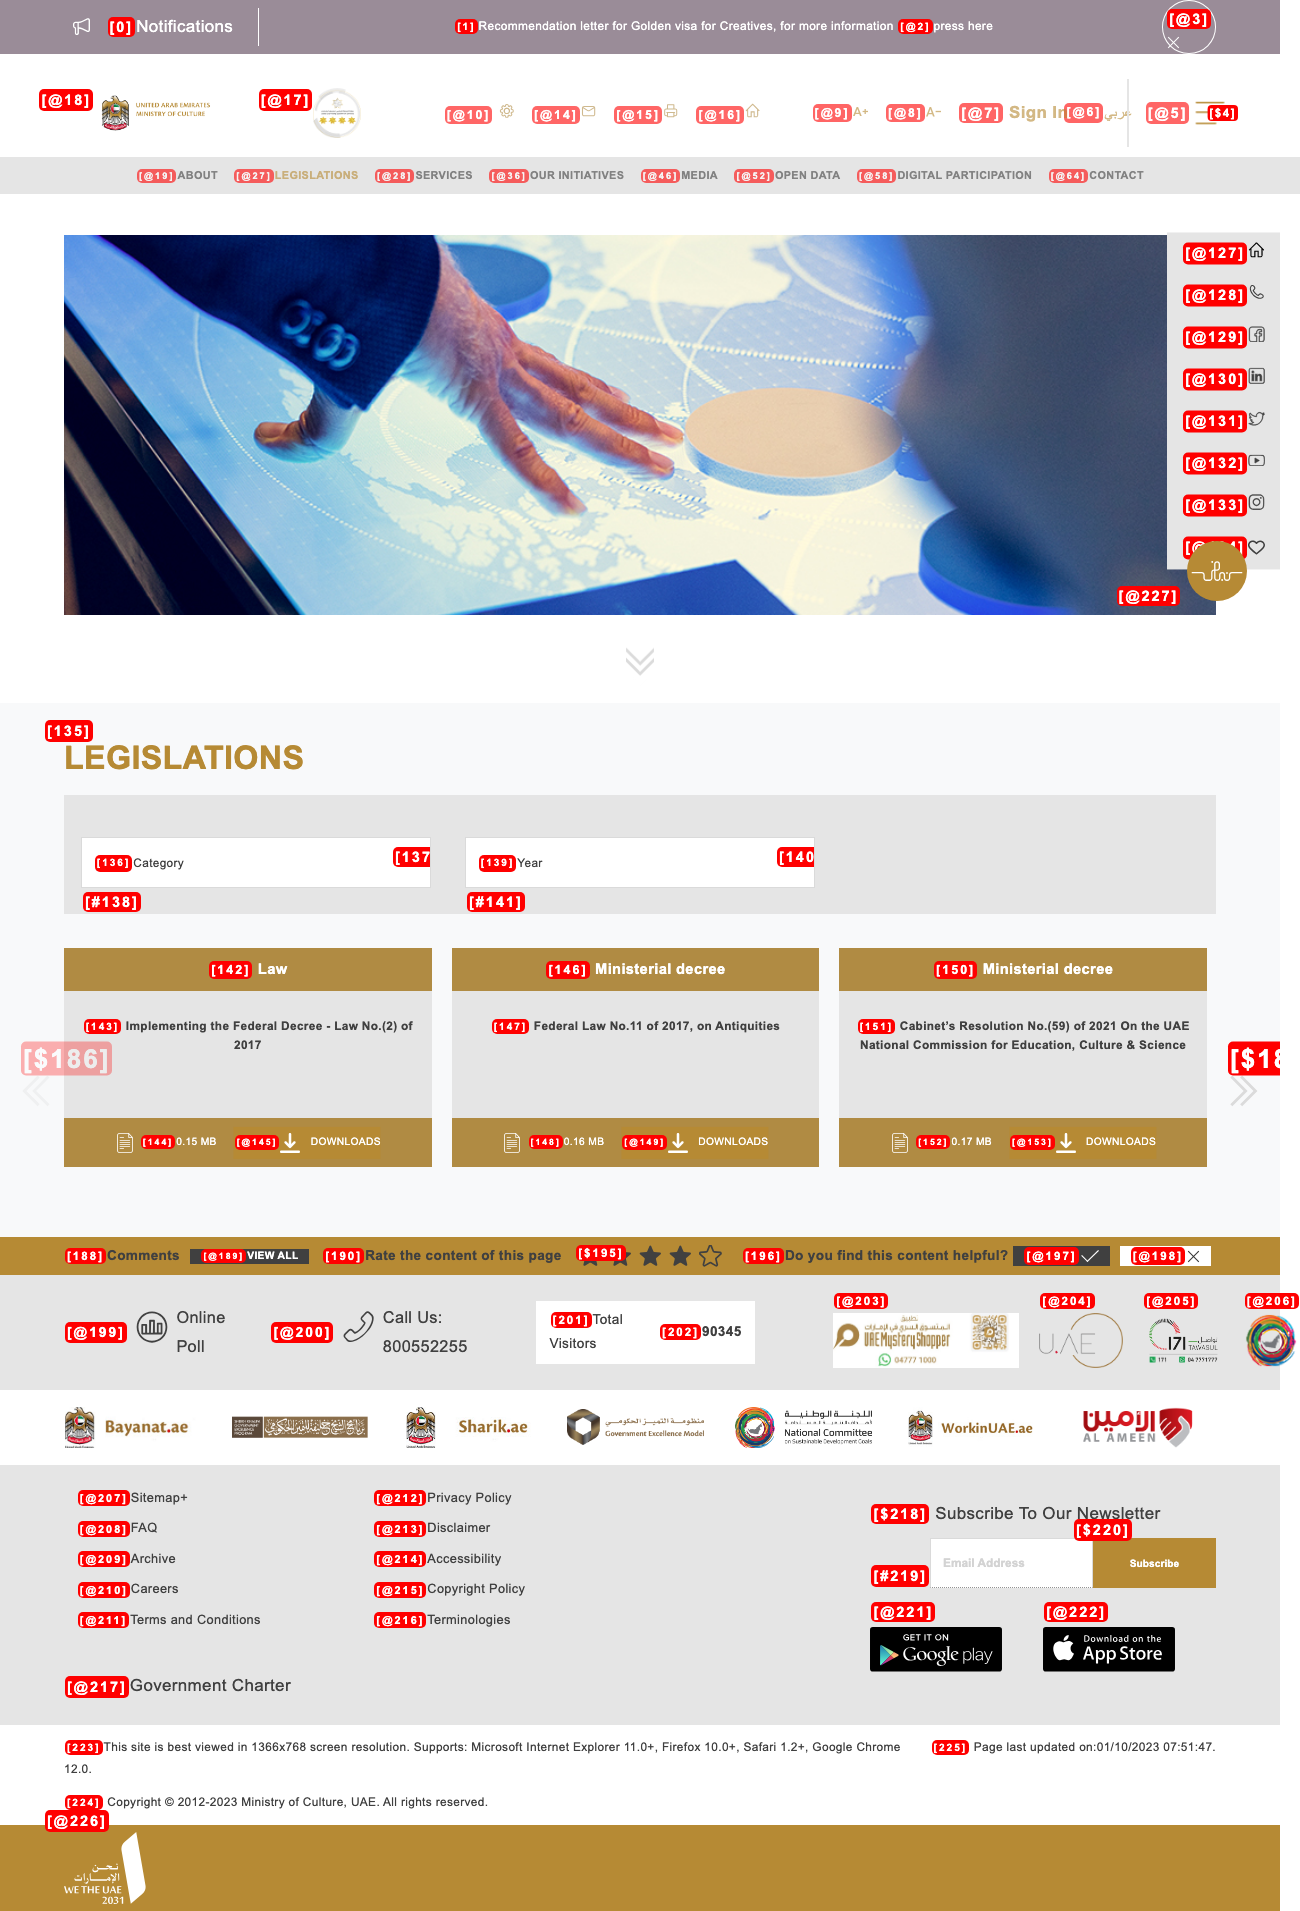 [0] Notifications
[1] Recommendation letter for Golden visa for Creatives, for more information [@2] press here
[@3]
[@18] UNITED ARAB EMIRATES
MINISTRY OF CULTURE
[@17]
[@10] [@14] [@15] [@16] [@9] A+ [@8] A- [@7] Sign In [@6] عربي [@5] [$4]
[@19] ABOUT [@27] LEGISLATIONS [@28] SERVICES [@36] OUR INITIATIVES [@46] MEDIA [@52] OPEN DATA [@58] DIGITAL PARTICIPATION [@64] CONTACT
[@127]
[@128]
[@129]
[@130]
[@131]
[@132]
[@133]
[@227]
[135]
LEGISLATIONS
[136] Category [137
[139] Year [140
[#138] [#141]
[142] Law
[143] Implementing the Federal Decree - Law No.(2) of
2017
[144] 0.15 MB [@145] DOWNLOADS
[146] Ministerial decree
[147] Federal Law No.11 of 2017, on Antiquities
[148] 0.16 MB [@149] DOWNLOADS
[150] Ministerial decree
[151] Cabinet's Resolution No.(59) of 2021 On the UAE
National Commission for Education, Culture & Science
[152] 0.17 MB [@153] DOWNLOADS
[$186] [$18
[188] Comments [@189] VIEW ALL [190] Rate the content of this page [$195] [196] Do you find this content helpful? [@197] [@198]
[@199] Online
Poll
[@200] Call Us:
800552255
[201] Total
Visitors
[202] 90345
[@203] [@204] [@205] [@206]
UAE Mystery Shopper
04777 1000
U.AE
171 TAWASUL
171 04 7771777
Bayanat.ae
Sharik.ae
منظومة التميز الحكومي
Government Excellence Model
اللجنة الوطنية
National Committee
on Sustainable Development Goals
WorkinUAE.ae
الأمين
AL AMEEN
[@207] Sitemap+
[@208] FAQ
[@209] Archive
[@210] Careers
[@211] Terms and Conditions
[@212] Privacy Policy
[@213] Disclaimer
[@214] Accessibility
[@215] Copyright Policy
[@216] Terminologies
[$218] Subscribe To Our Newsletter
[$220]
[#219] Email Address Subscribe
[@221] [@222]
GET IT ON
Google play
Download on the
App Store
[@217] Government Charter
[223] This site is best viewed in 1366x768 screen resolution. Supports: Microsoft Internet Explorer 11.0+, Firefox 10.0+, Safari 1.2+, Google Chrome
12.0.
[225] Page last updated on:01/10/2023 07:51:47.
[224] Copyright © 2012-2023 Ministry of Culture, UAE. All rights reserved.
[@226]
نحن
الإمارات
WE THE UAE
2031